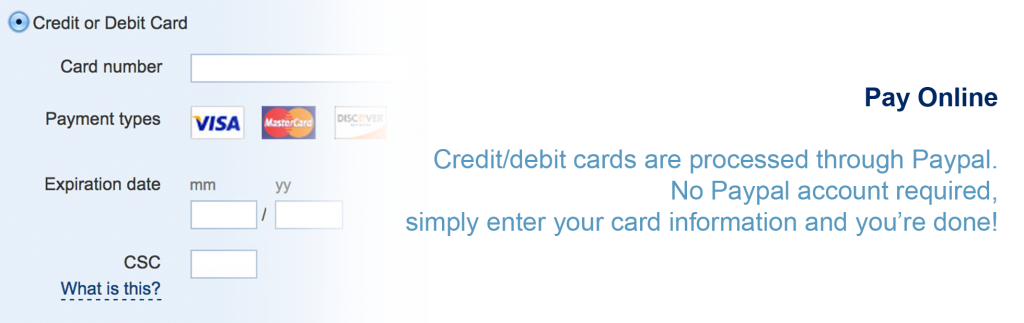 Credit or Debit Card
Card number
Payment types VISA MasterCard DISCOVER
Expiration date mm yy
/
CSC
What is this?
Pay Online
Credit/debit cards are processed through Paypal.
No Paypal account required,
simply enter your card information and you're done!